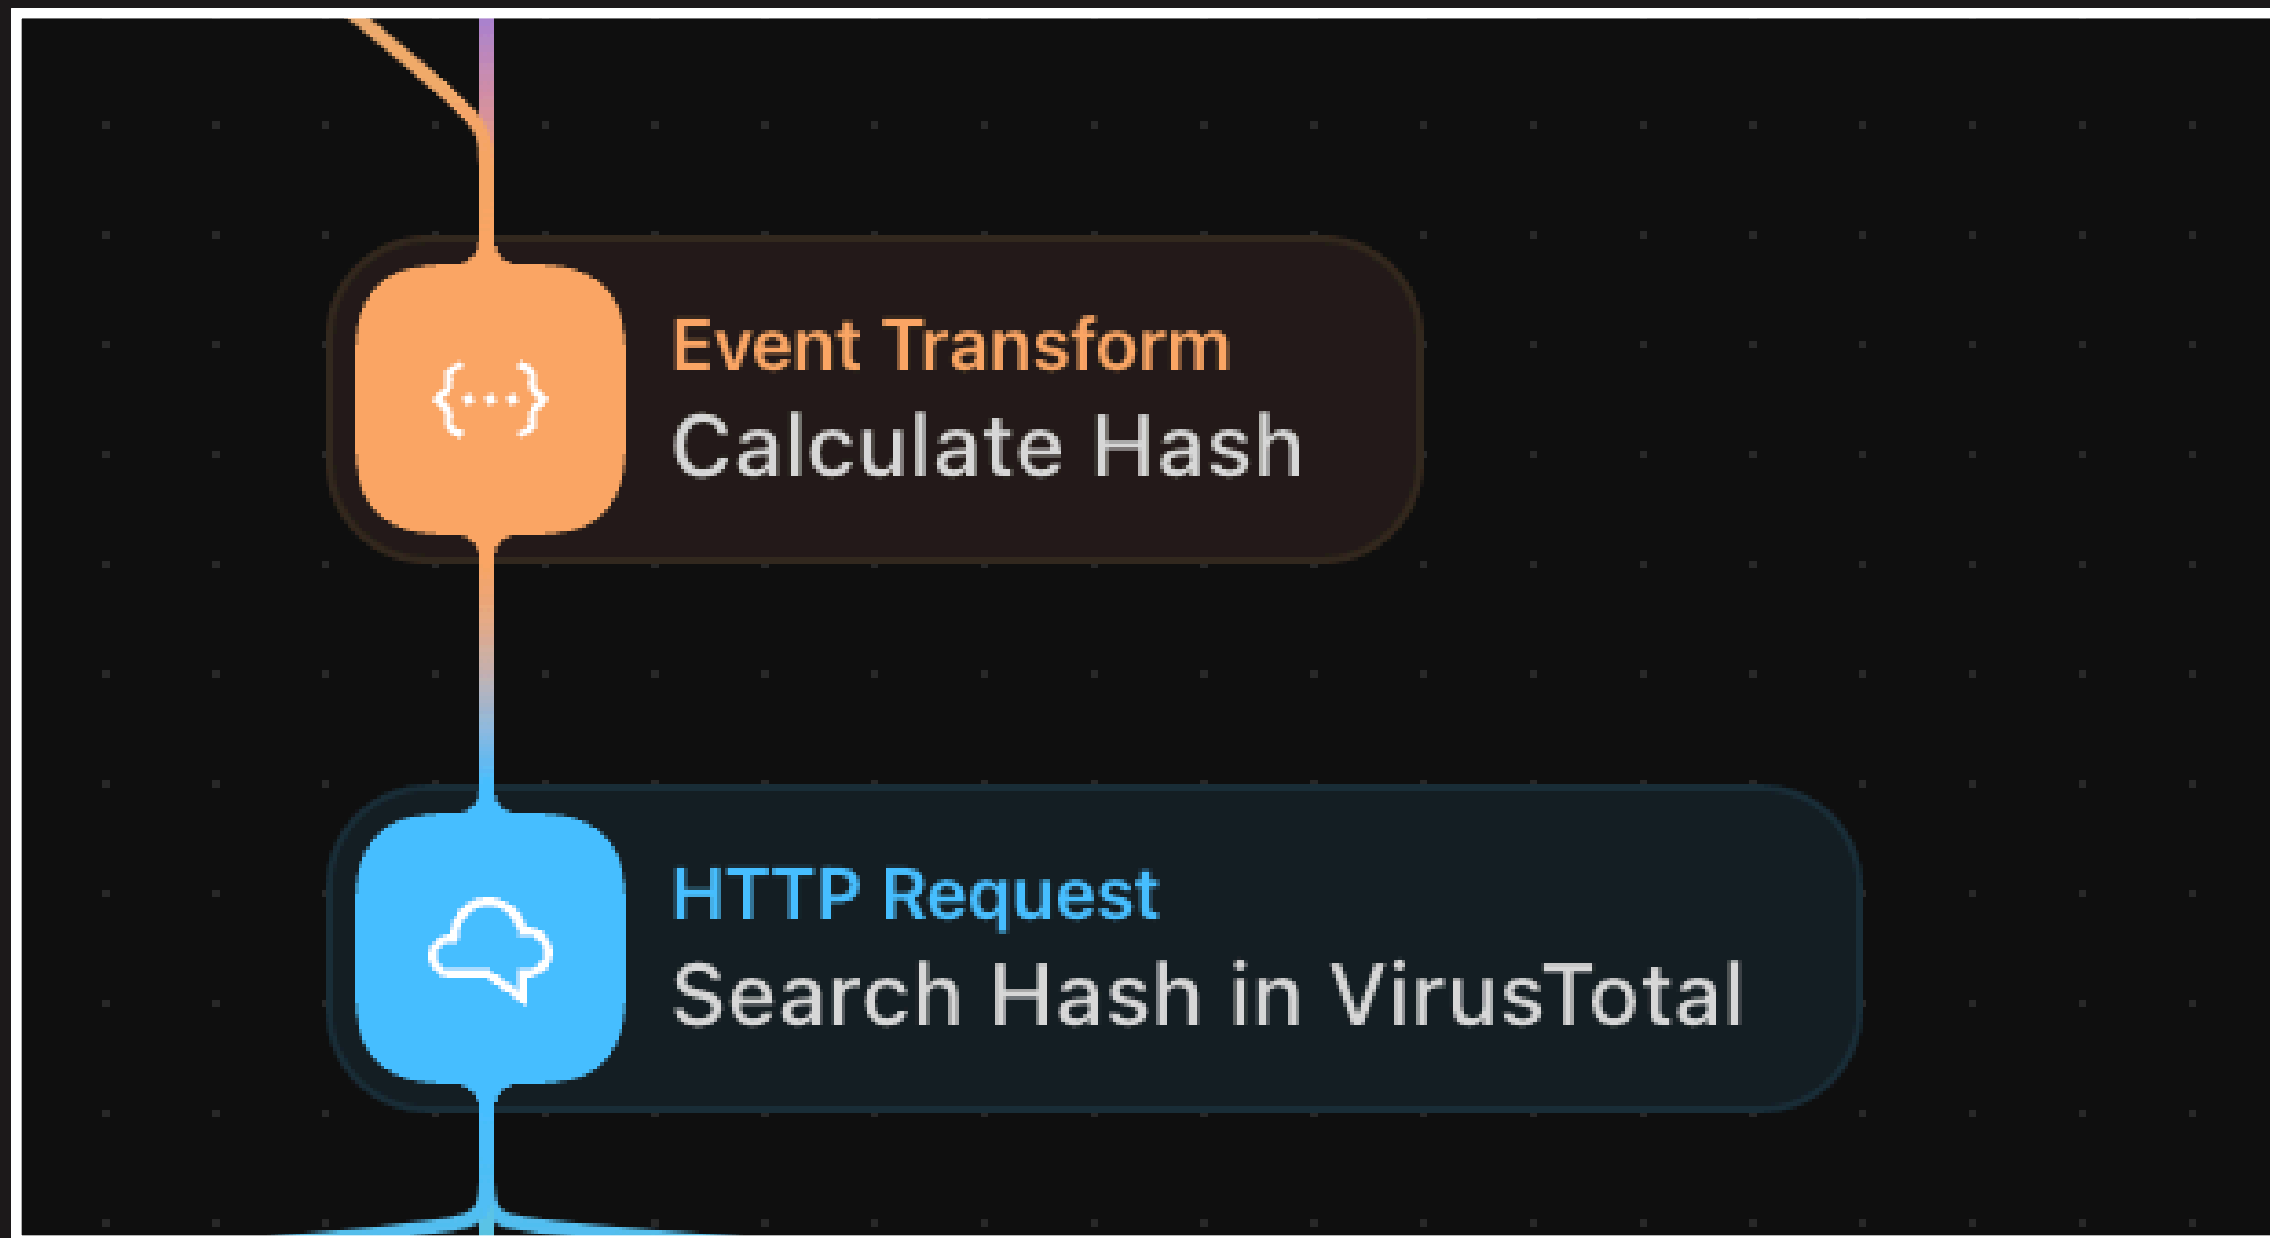 Event Transform
Calculate Hash
HTTP Request
Search Hash in VirusTotal